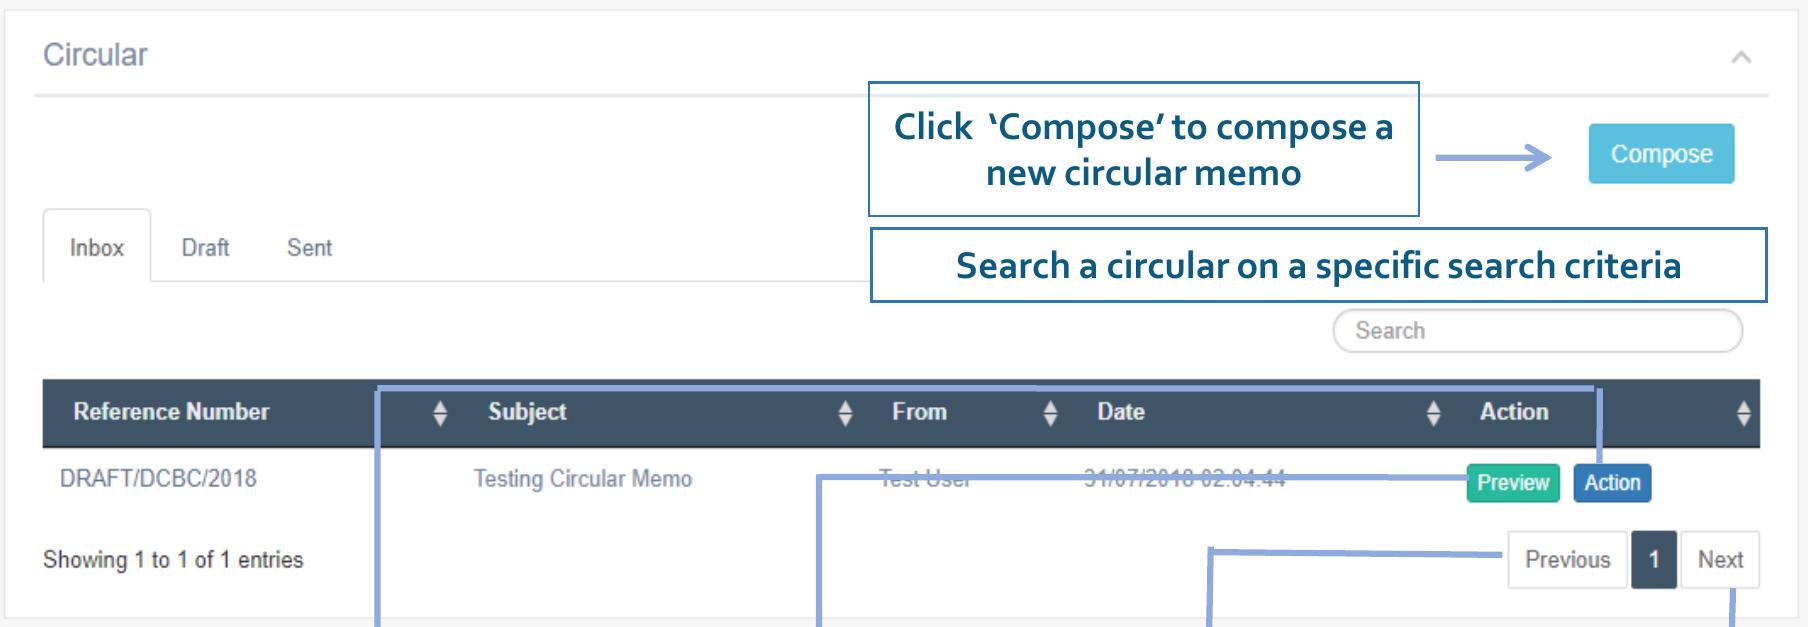 Circular
Click ‘Compose’ to compose a
new circular memo
Compose
Inbox Draft Sent
Search a circular on a specific search criteria
Search
Reference Number Subject From Date Action
DRAFT/DCBC/2018 Testing Circular Memo Test User 31/07/2018 02:04:44 Preview Action
Showing 1 to 1 of 1 entries Previous 1 Next